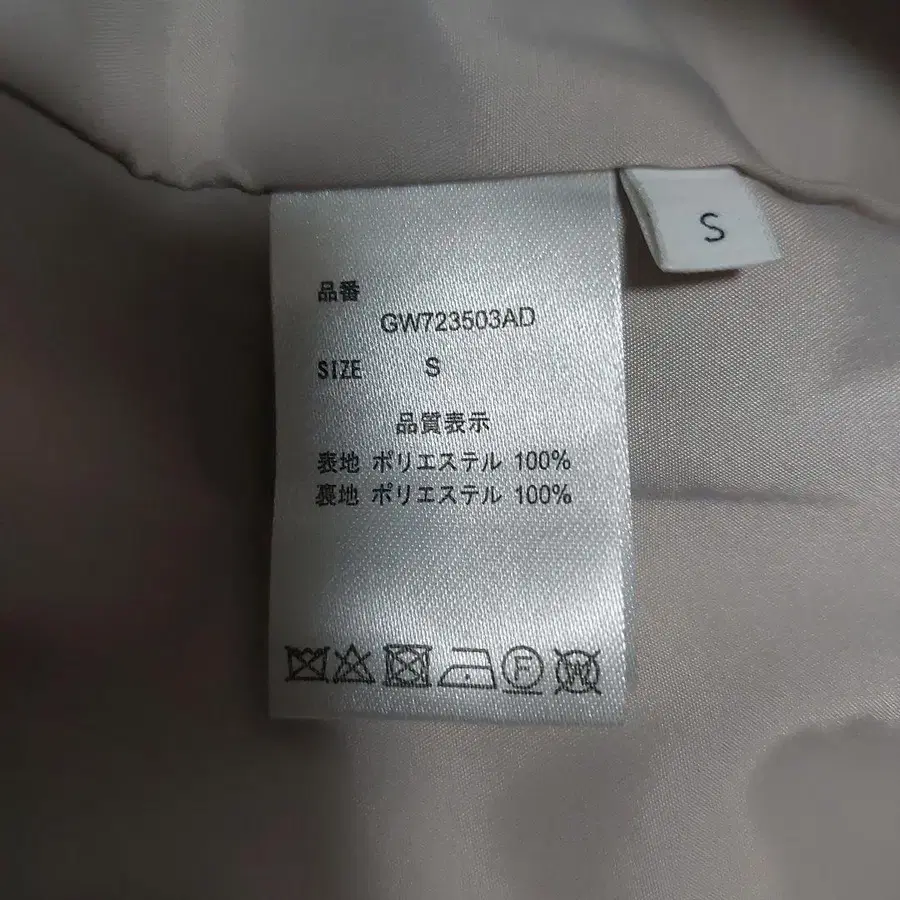 S
品番
GW723503AD
SIZE S
品質表示
表地 ポリエステル 100%
裏地 ポリエステル 100%
F
W